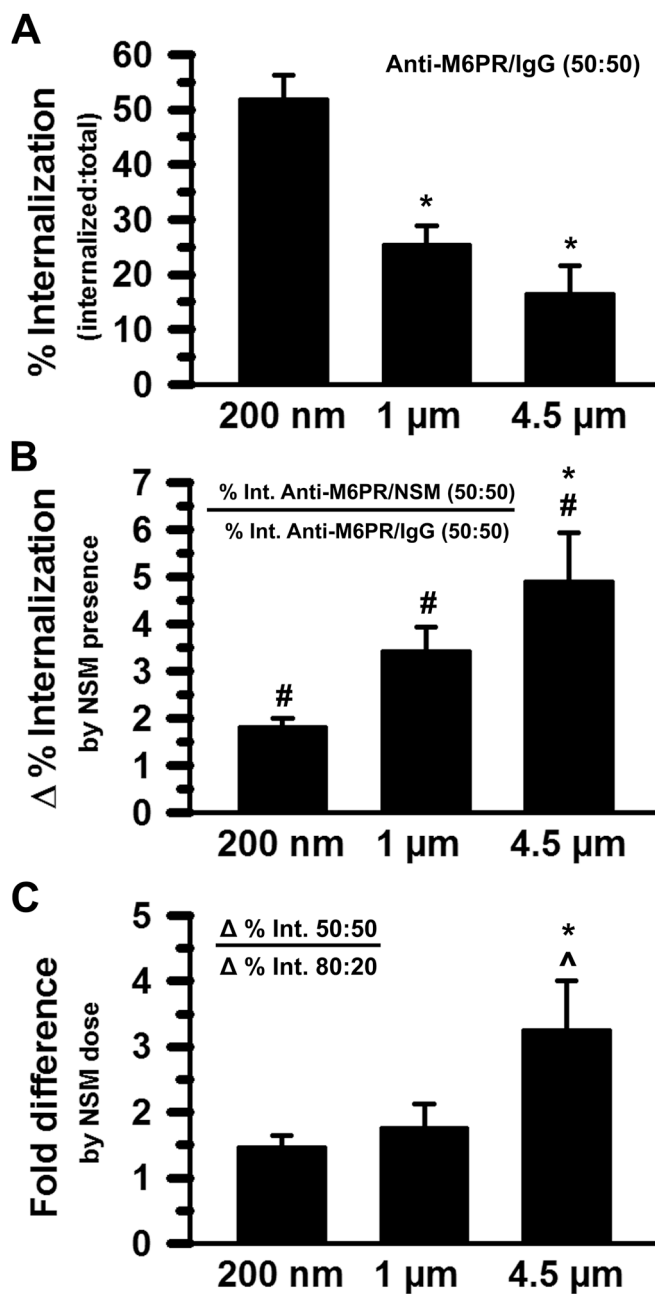 A
Anti-M6PR/IgG (50:50)
% Internalization
(internalized:total)
60
50
40
30
20
10
0
*
*
200 nm 1 µm 4.5 µm
B
% Int. Anti-M6PR/NSM (50:50)
% Int. Anti-M6PR/IgG (50:50)
Δ % Internalization
by NSM presence
7
6
5
4
3
2
1
0
#
#
*
#
200 nm 1 µm 4.5 µm
C
Δ % Int. 50:50
Δ % Int. 80:20
Fold difference
by NSM dose
5
4
3
2
1
0
*
^
200 nm 1 µm 4.5 µm